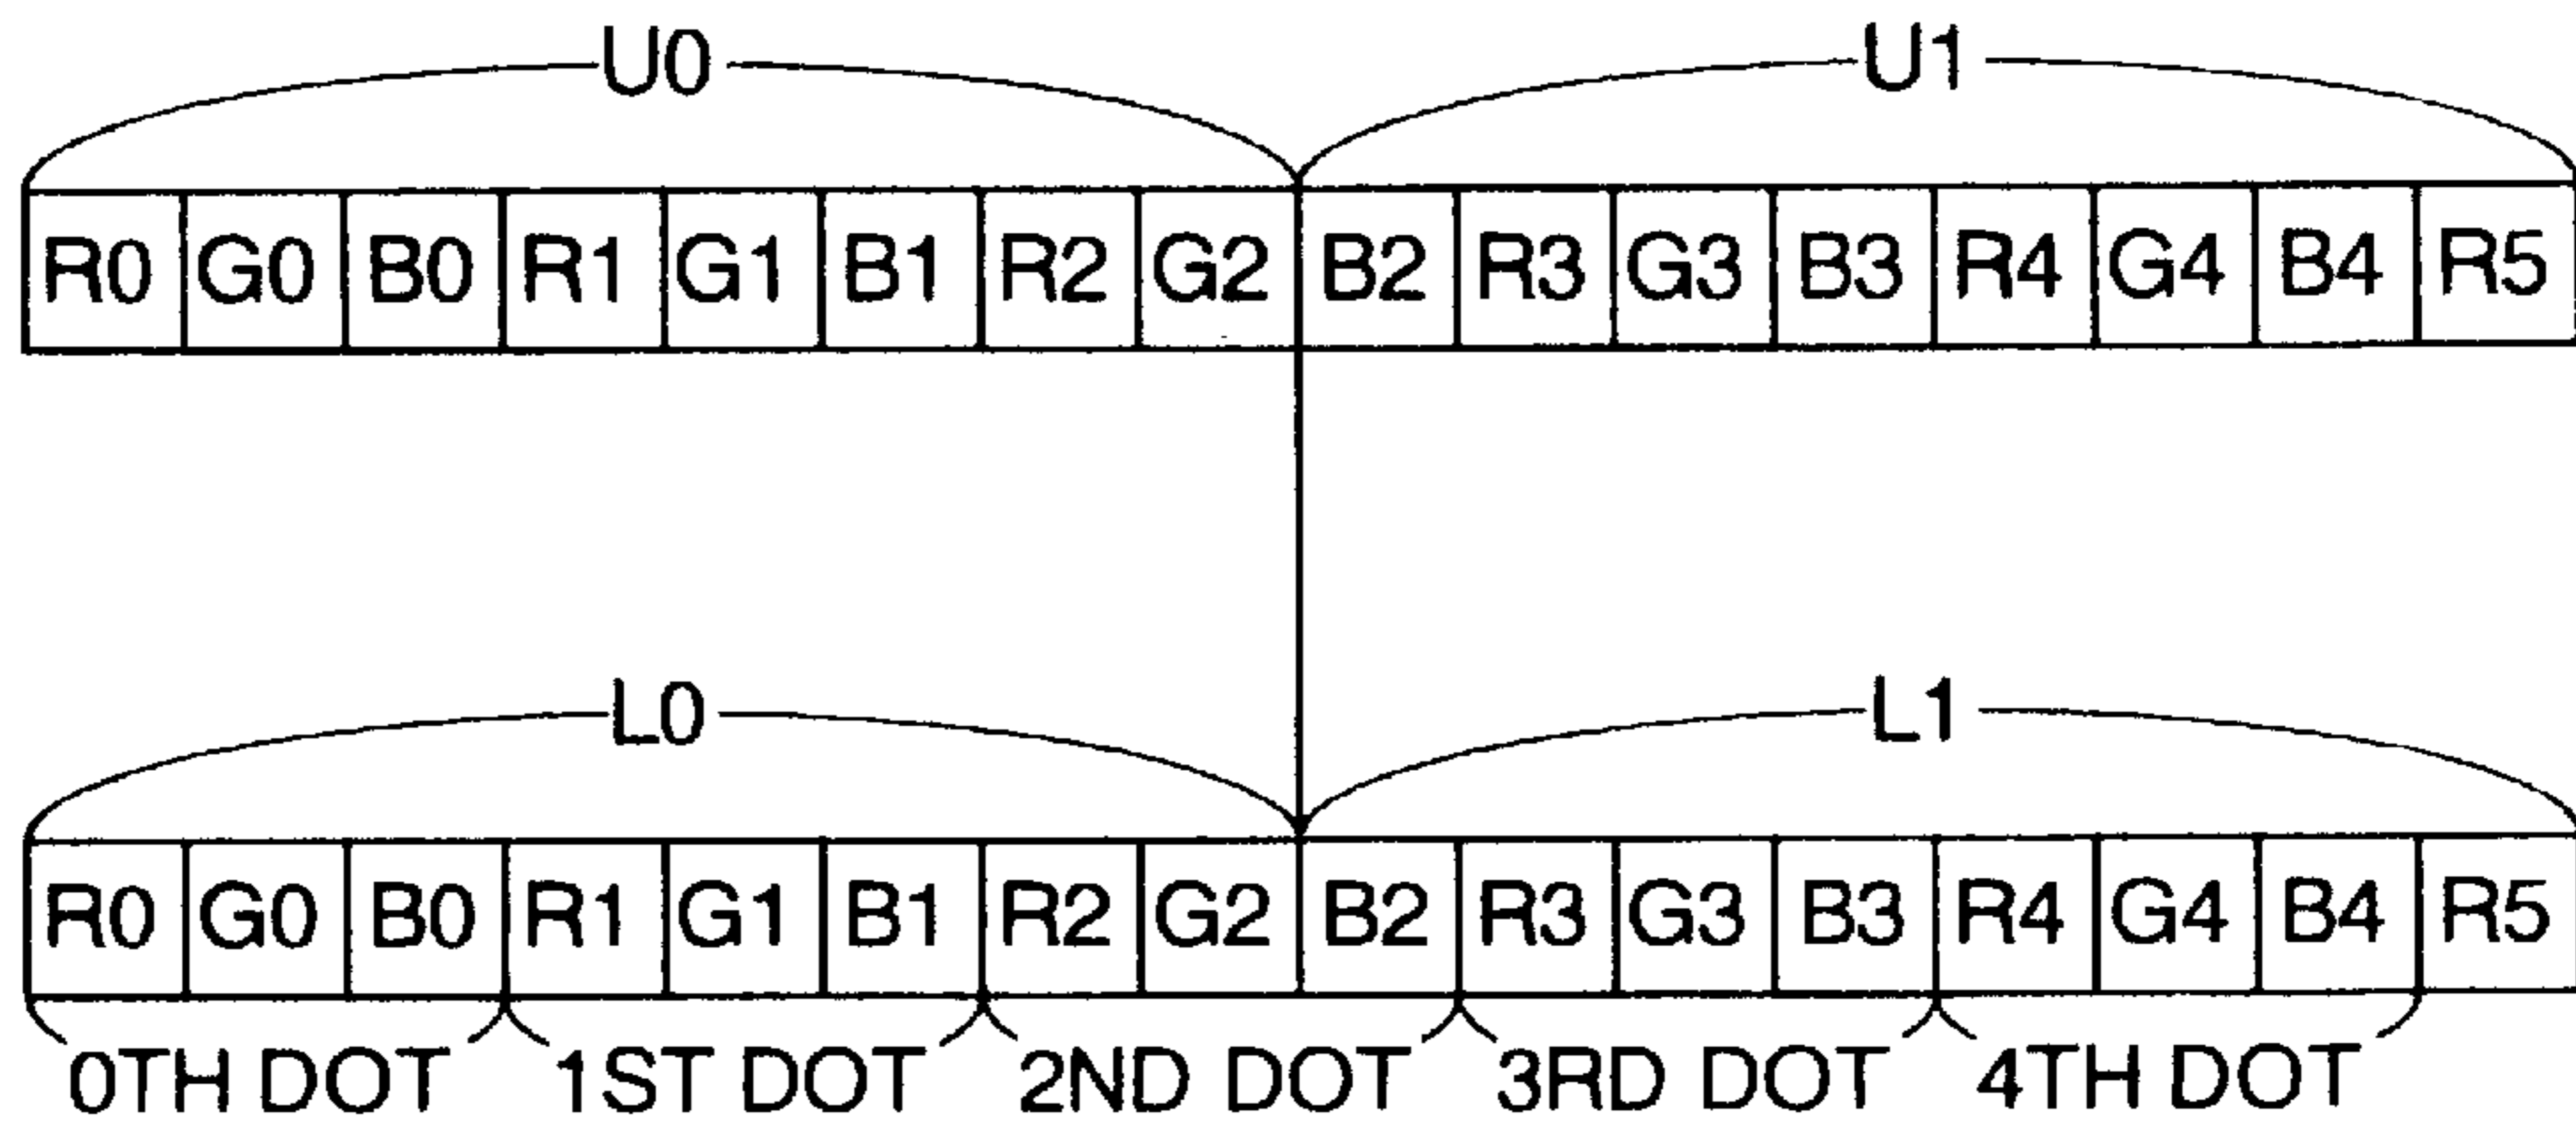 U0 U1
R0 G0 B0 R1 G1 B1 R2 G2 B2 R3 G3 B3 R4 G4 B4 R5
L0 L1
R0 G0 B0 R1 G1 B1 R2 G2 B2 R3 G3 B3 R4 G4 B4 R5
0TH DOT 1ST DOT 2ND DOT 3RD DOT 4TH DOT